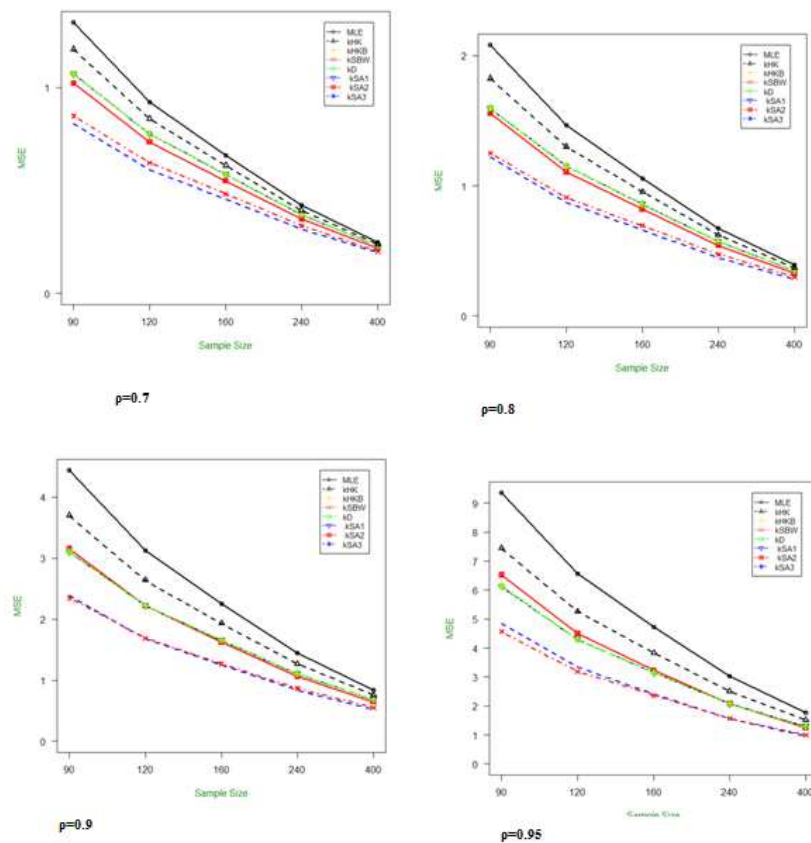 MLE
kHK
kHKB
kSBW
kD
kSA1
kSA2
kSA3
MSE
1
0
90 120 160 240 400
Sample Size
ρ=0.7
MLE
kHK
kHKB
kSBW
kD
kSA1
kSA2
kSA3
MSE
2
1
0
90 120 160 240 400
Sample Size
ρ=0.8
MLE
kHK
kHKB
kSBW
kD
kSA1
kSA2
kSA3
MSE
4
3
2
1
0
90 120 160 240 400
Sample Size
ρ=0.9
MLE
kHK
kHKB
kSBW
kD
kSA1
kSA2
kSA3
MSE
9
8
7
6
5
4
3
2
1
0
90 120 160 240 400
Sample Size
ρ=0.95